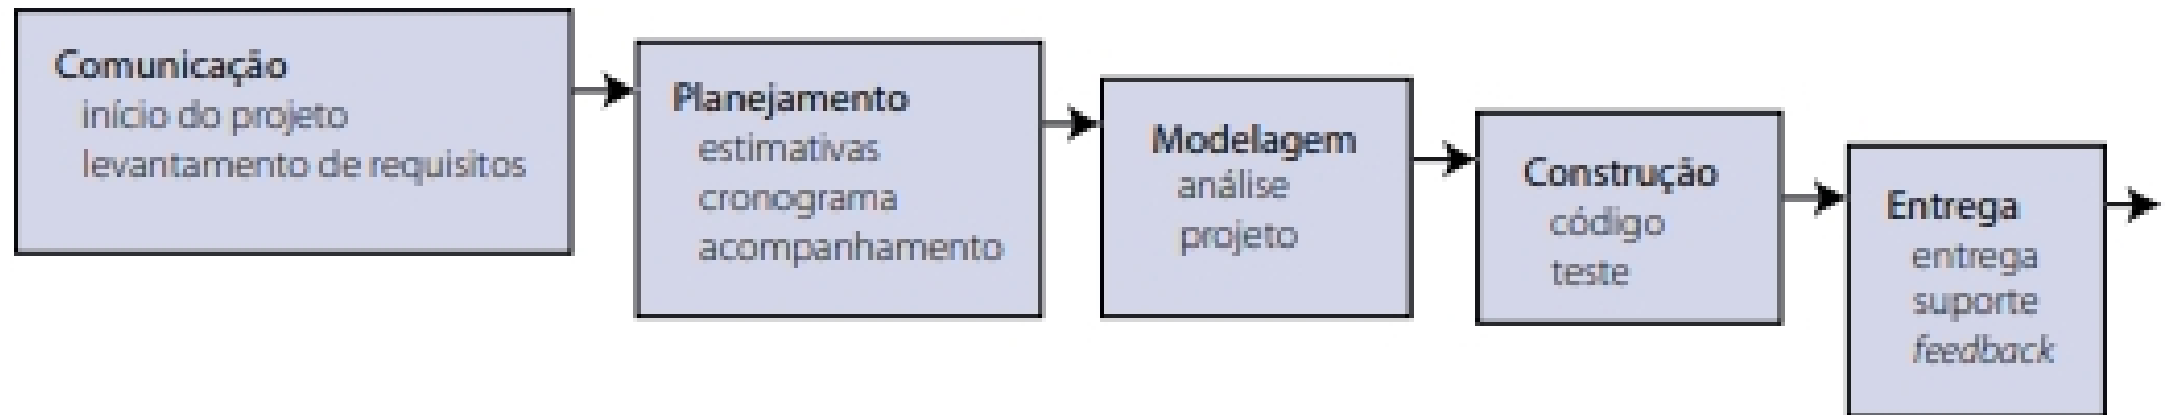 Comunicação
início do projeto
levantamento de requisitos
Planejamento
estimativas
cronograma
acompanhamento
Modelagem
análise
projeto
Construção
código
teste
Entrega
entrega
suporte
feedback